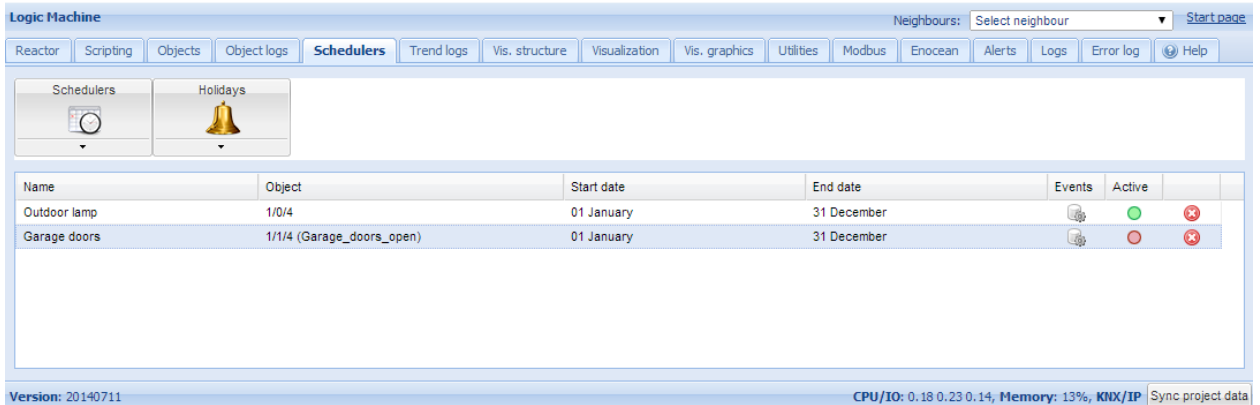 Logic Machine Neighbours: Select neighbour Start page
Reactor Scripting Objects Object logs Schedulers Trend logs Vis. structure Visualization Vis. graphics Utilities Modbus Enocean Alerts Logs Error log Help
Schedulers Holidays
Name Object Start date End date Events Active
Outdoor lamp 1/0/4 01 January 31 December
Garage doors 1/1/4 (Garage_doors_open) 01 January 31 December
Version: 20140711 CPU/IO: 0.18 0.23 0.14, Memory: 13%, KNX/IP Sync project data